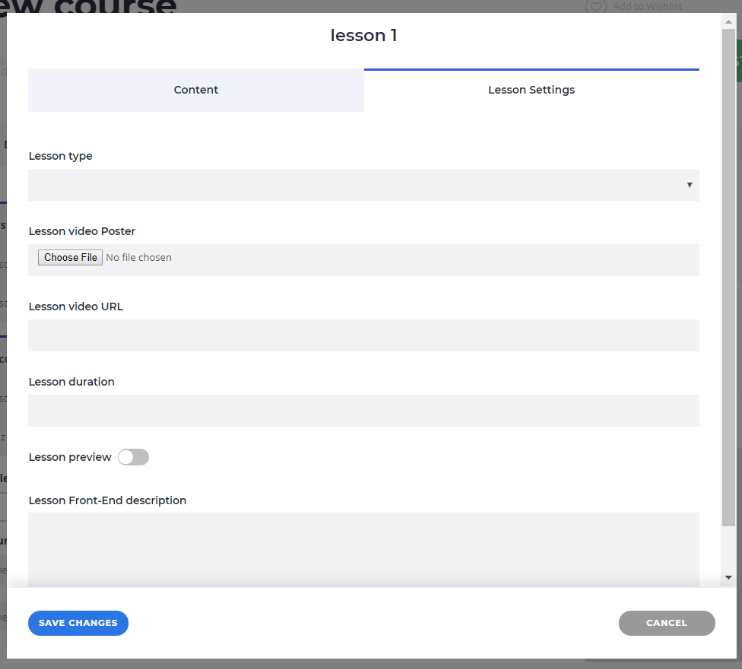 ew course
Add to Wishlist
lesson 1
Content
Lesson Settings
Lesson type
Lesson video Poster
Choose File No file chosen
Lesson video URL
Lesson duration
Lesson preview
Lesson Front-End description
SAVE CHANGES
CANCEL